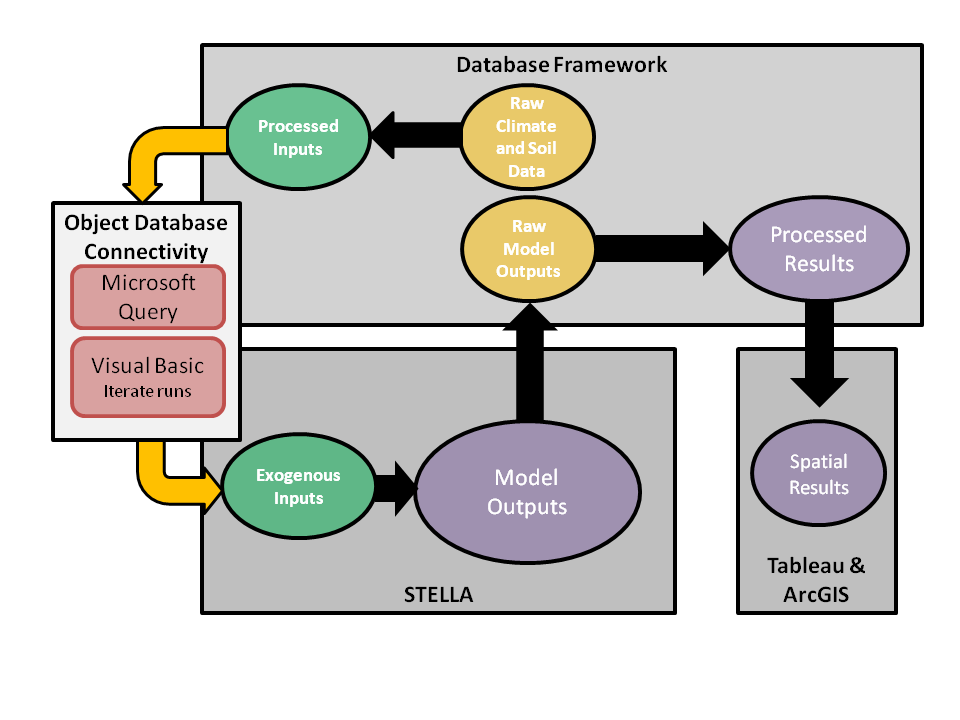 Database Framework
Processed
Inputs
Raw
Climate
and Soil
Data
Object Database
Connectivity
Microsoft
Query
Visual Basic
Iterate runs
Raw
Model
Outputs
Processed
Results
Exogenous
Inputs
Model
Outputs
STELLA
Spatial
Results
Tableau &
ArcGIS